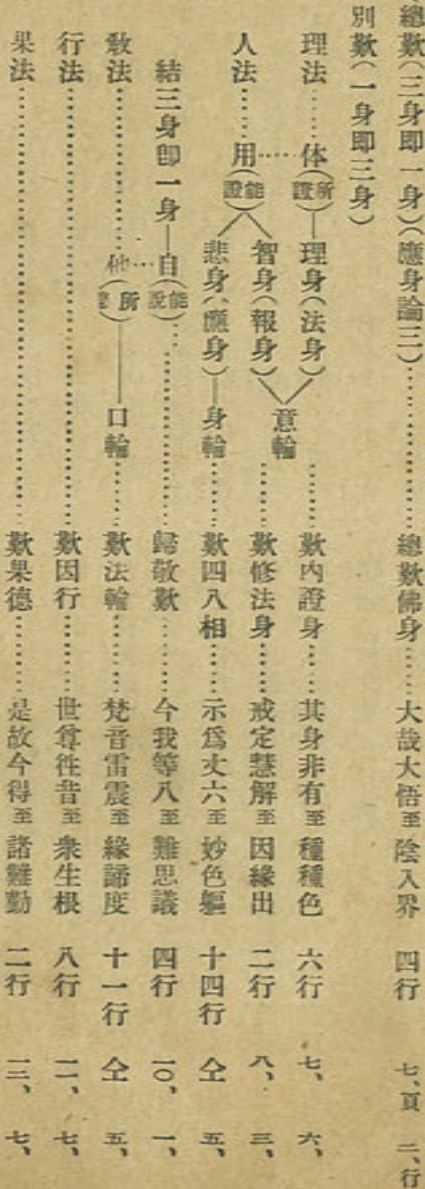 總歎(三身即一身)(應身論三)……………總歎佛身……大哉大悟至陰入界 四行 七、頁 二、行
別歎(一身即三身)
理法……体(所證)—理身(法身) 意輪………歎內證身……其身非有至種種色 六行 七、六、
人法……用(能證) 智身(報身) ……歎修法身……戒定慧解至因緣出 二行 八、三、
悲身(應身)—身輪……歎四八相……示爲丈六至妙色軀 十四行 仝 五、
結三身卽一身—自(能説)……………歸敬歎……今我等八至難思議 四行 一〇、一、
敎法……………他(所)——口輪……歎法輪……梵音雷震至緣諦度 十一行 仝 五、
行法……………歎因行……世尊徃昔至衆生根 八行 一一、七、
果法……………歎果德……是故今得至諸難動 二行 一三、七、